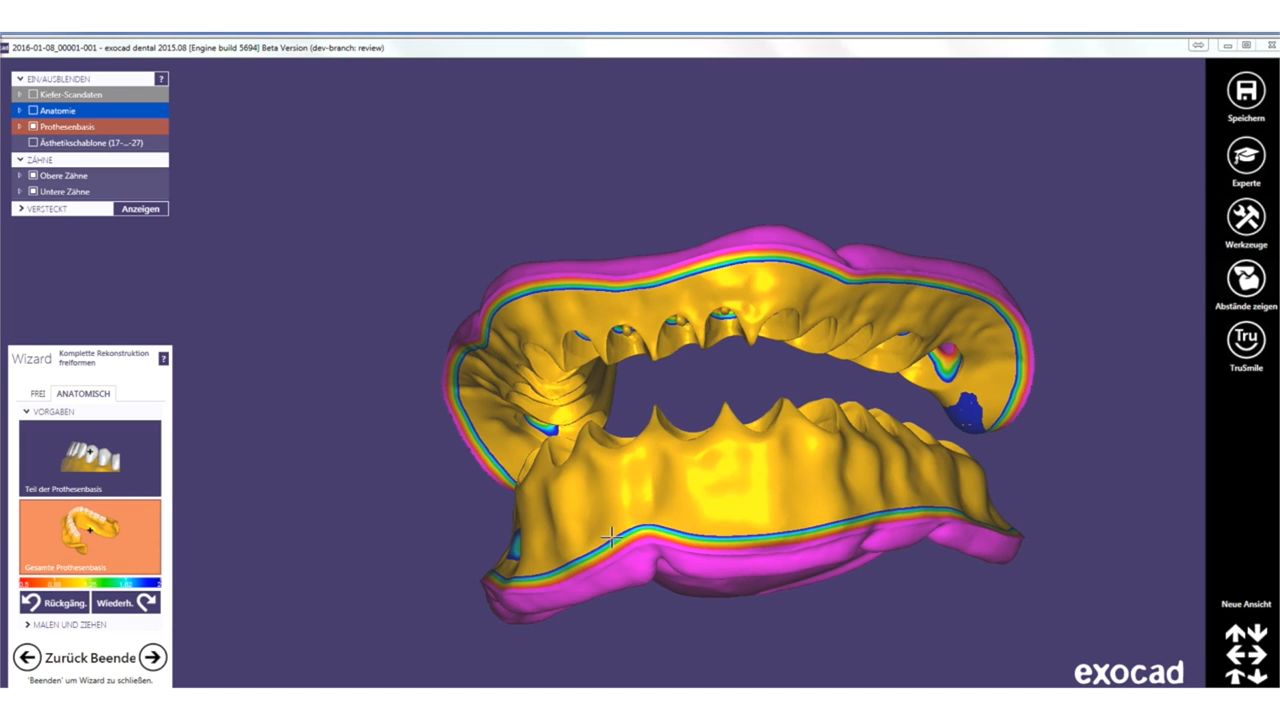 2016-01-08_00001-001 - exocad dental 2015.08 [Engine build 5694] Beta Version (dev-branch: review)
EIN/AUSBLENDEN ?
Kiefer-Scandaten
Anatomie
Prothesenbasis
Ästhetikschablone (17-...-27)
ZÄHNE
Obere Zähne
Untere Zähne
VERSTECKT Anzeigen
Wizard Komplette Rekonstruktion freiformen ?
FREI ANATOMISCH
VORGABEN
Teil der Prothesenbasis
Gesamte Prothesenbasis
Rückgäng. Wiederh.
MALEN UND ZIEHEN
Zurück Beende
'Beenden' um Wizard zu schließen.
Speichern
Experte
Werkzeuge
Abstände zeigen
Tru
TruSmile
Neue Ansicht
exocad